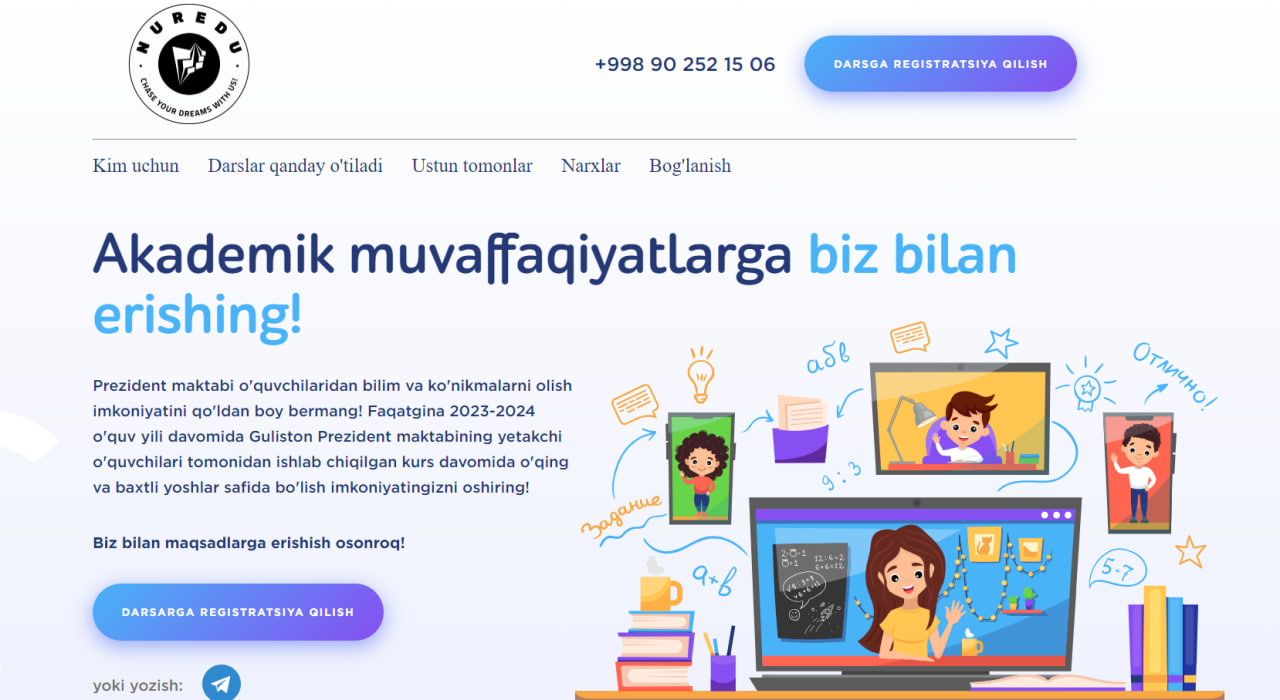 NUREDU
CHASE YOUR DREAMS WITH US!
+998 90 252 15 06
DARSGA REGISTRATSIYA QILISH
Kim uchun Darslar qanday o'tiladi Ustun tomonlar Narxlar Bog'lanish
Akademik muvaffaqiyatlarga biz bilan
erishing!
Prezident maktabi o'quvchilaridan bilim va ko'nikmalarni olish
imkoniyatini qo'ldan boy bermang! Faqatgina 2023-2024
o'quv yili davomida Guliston Prezident maktabining yetakchi
o'quvchilari tomonidan ishlab chiqilgan kurs davomida o'qing
va baxtli yoshlar safida bo'lish imkoniyatingizni oshiring!
Biz bilan maqsadlarga erishish osonroq!
DARSARGA REGISTRATSIYA QILISH
yoki yozish:
абв
Отлично!
9:3
Задание
a+b
5·7
12:6=2
6+6=12